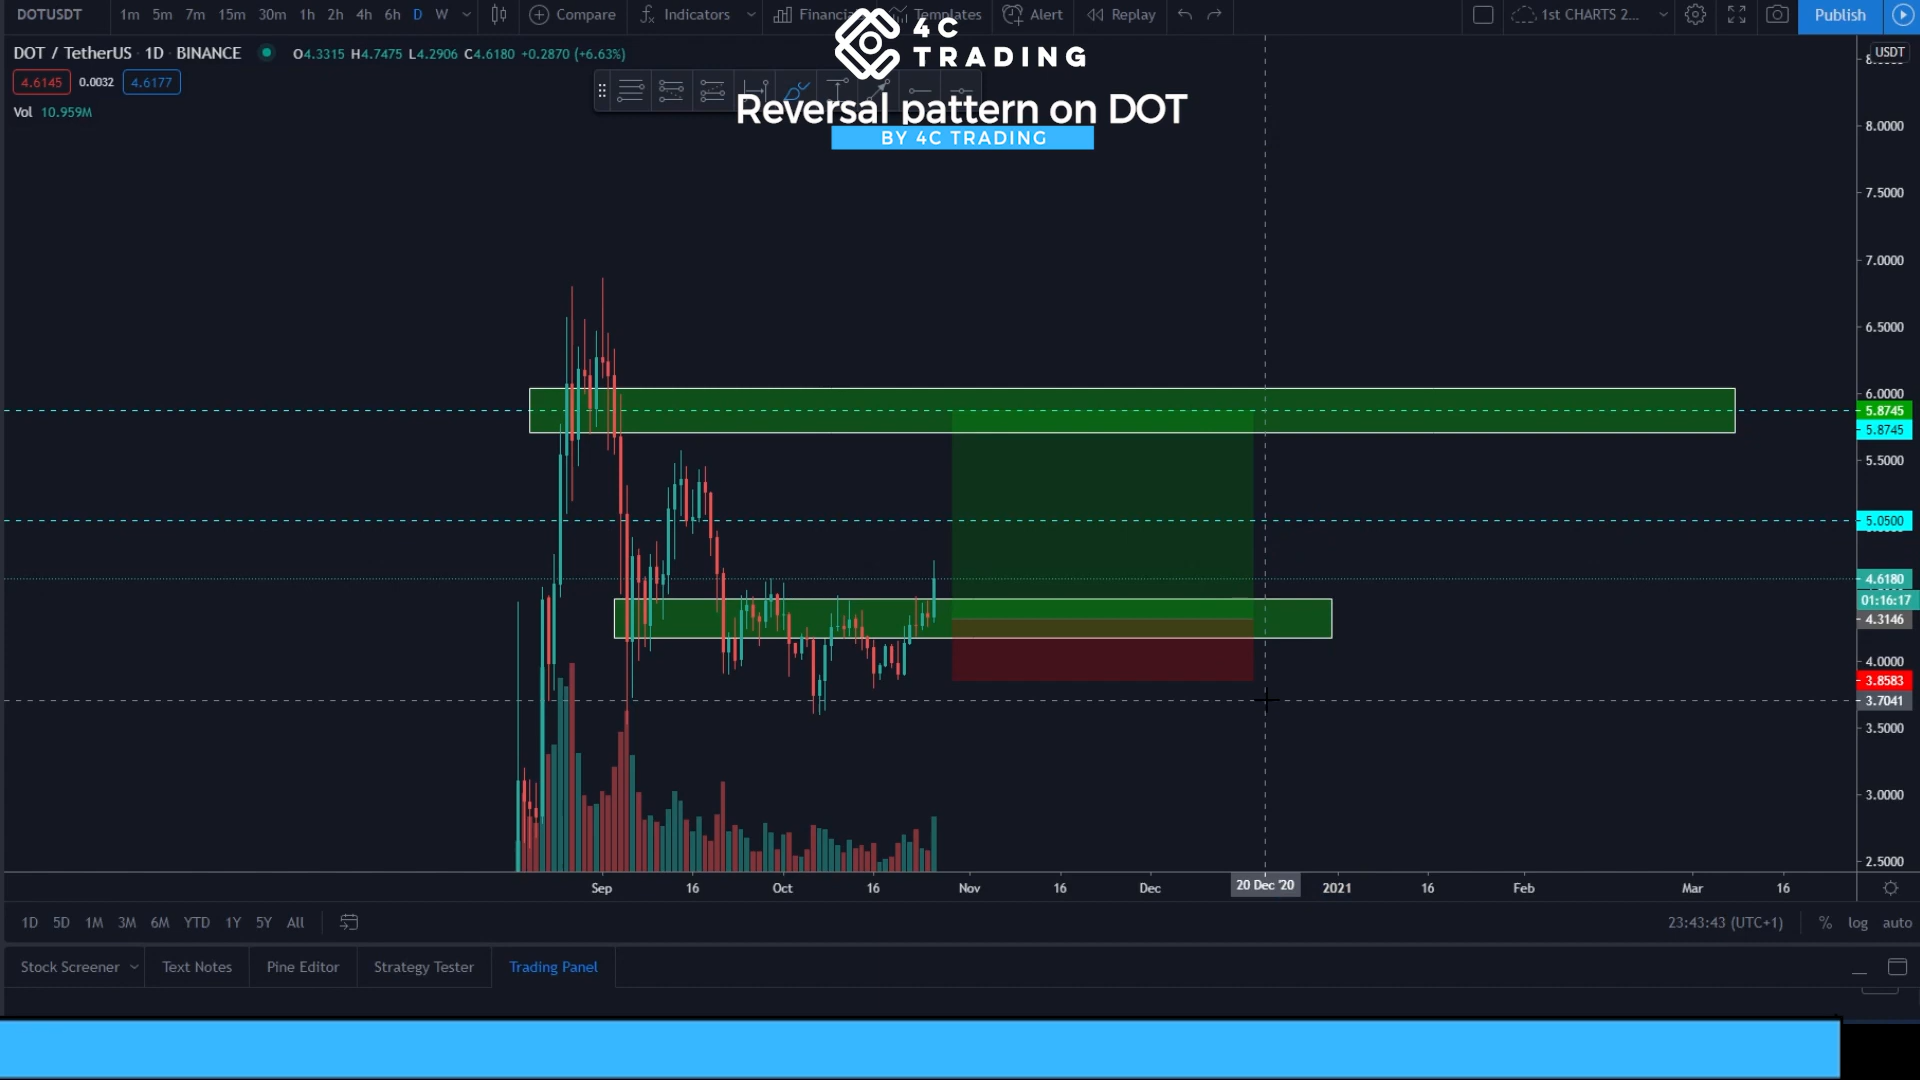 DOTUSDT 1m 5m 7m 15m 30m 1h 2h 4h 6h D W Compare Indicators Financia Templates Alert Replay 1st CHARTS 2... Publish
4C
TRADING
DOT / TetherUS · 1D · BINANCE O4.3315 H4.7475 L4.2906 C4.6180 +0.2870 (+6.63%)
USDT
4.6145 0.0032 4.6177
Reversal pattern on DOT
Vol 10.959M
BY 4C TRADING
8.0000
7.5000
7.0000
6.5000
6.0000
5.8745
5.8745
5.5000
5.0500
4.6180
01:16:17
4.3146
4.0000
3.8583
3.7041
3.5000
3.0000
2.5000
Sep 16 Oct 16 Nov 16 Dec 20 Dec '20 2021 16 Feb Mar 16
1D 5D 1M 3M 6M YTD 1Y 5Y All 23:43:43 (UTC+1) % log auto
Stock Screener Text Notes Pine Editor Strategy Tester Trading Panel